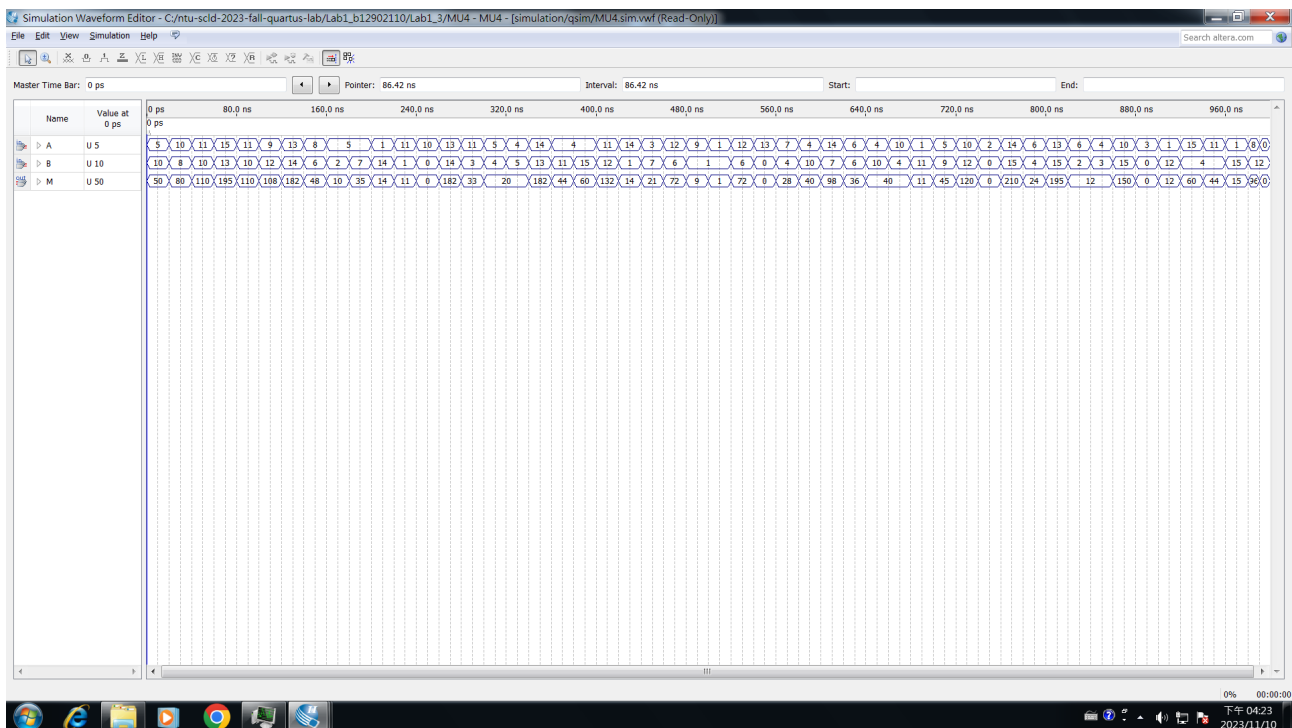 Simulation Waveform Editor - C:/ntu-scld-2023-fall-quartus-lab/Lab1_b12902110/Lab1_3/MU4 - MU4 - [simulation/qsim/MU4.sim.vwf (Read-Only)]
File Edit View Simulation Help Search altera.com
Master Time Bar: 0 ps Pointer: 86.42 ns Interval: 86.42 ns Start: End:
Name Value at 0 ps 0 ps 80.0 ns 160.0 ns 240.0 ns 320.0 ns 400.0 ns 480.0 ns 560.0 ns 640.0 ns 720.0 ns 800.0 ns 880.0 ns 960.0 ns
0 ps
A U 5 5 10 11 15 11 9 13 8 5 1 11 10 13 11 5 4 14 4 11 14 3 12 9 1 12 13 7 4 14 6 4 10 1 5 10 2 14 6 13 6 4 10 3 1 15 11 1 8 0
B U 10 10 8 10 13 10 12 14 6 2 7 14 1 0 14 3 4 5 13 11 15 12 1 7 6 1 6 0 4 10 7 6 10 4 11 9 12 0 15 4 15 2 3 15 0 12 4 15 12
M U 50 50 80 110 195 110 108 182 48 10 35 14 11 0 182 33 20 182 44 60 132 14 21 72 9 1 72 0 28 40 98 36 40 11 45 120 0 210 24 195 12 150 0 12 60 44 15 96 0
0% 00:00:00
下午 04:23
2023/11/10